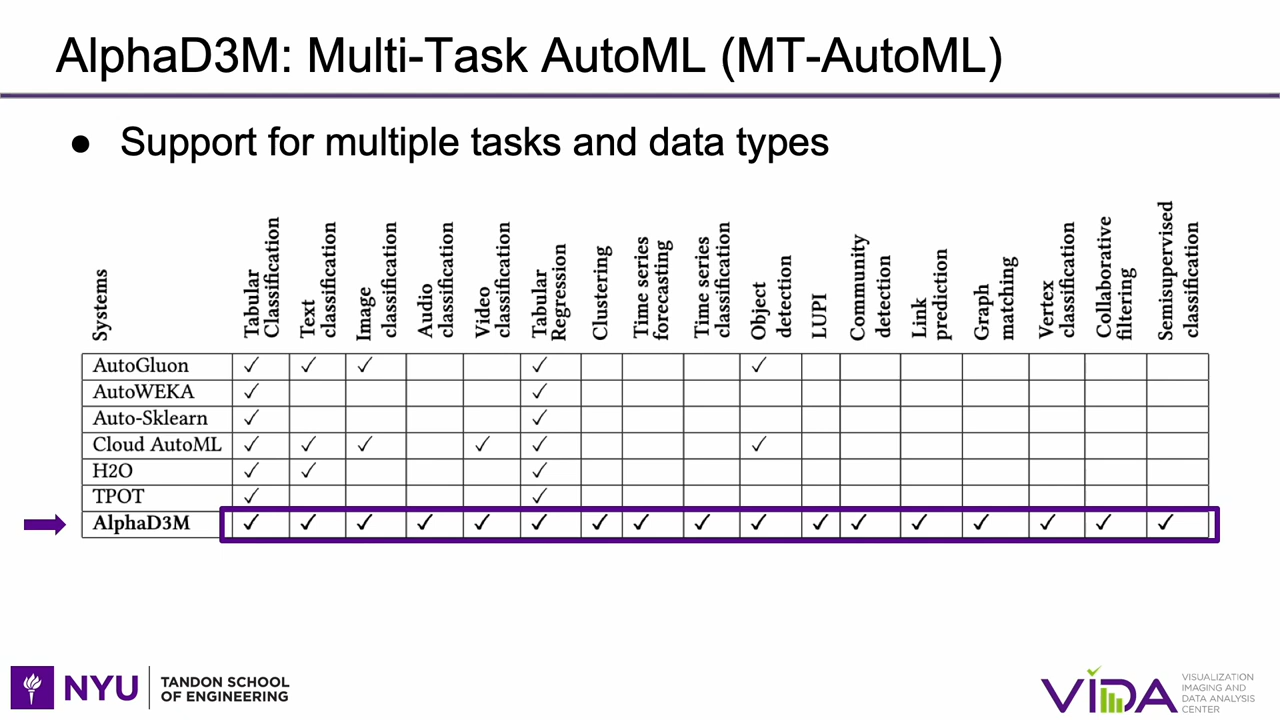 AlphaD3M: Multi-Task AutoML (MT-AutoML)
● Support for multiple tasks and data types
Systems
Tabular
Classification
Text
classification
Image
classification
Audio
classification
Video
classification
Tabular
Regression
Clustering
Time series
forecasting
Time series
classification
Object
detection
LUPI
Community
detection
Link
prediction
Graph
matching
Vertex
classification
Collaborative
filtering
Semisupervised
classification
AutoGluon ✓ ✓ ✓ ✓ ✓
AutoWEKA ✓ ✓
Auto-Sklearn ✓ ✓
Cloud AutoML ✓ ✓ ✓ ✓ ✓ ✓
H2O ✓ ✓ ✓
TPOT ✓ ✓
AlphaD3M ✓ ✓ ✓ ✓ ✓ ✓ ✓ ✓ ✓ ✓ ✓ ✓ ✓ ✓ ✓ ✓ ✓
NYU
TANDON SCHOOL
OF ENGINEERING
VIDA
VISUALIZATION
IMAGING AND
DATA ANALYSIS
CENTER